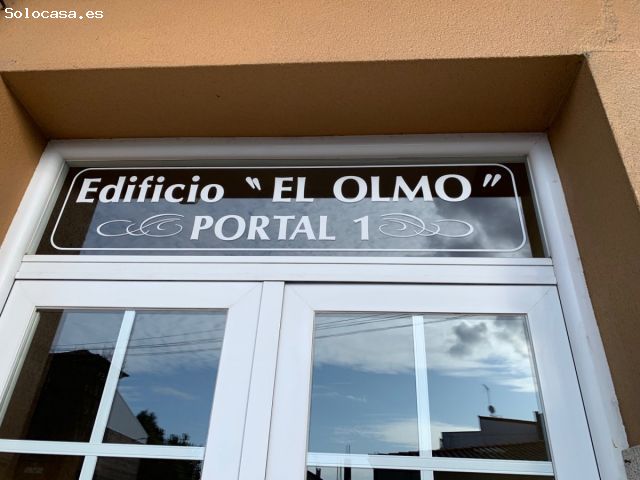 Solocasa.es
Edificio " EL OLMO "
PORTAL 1